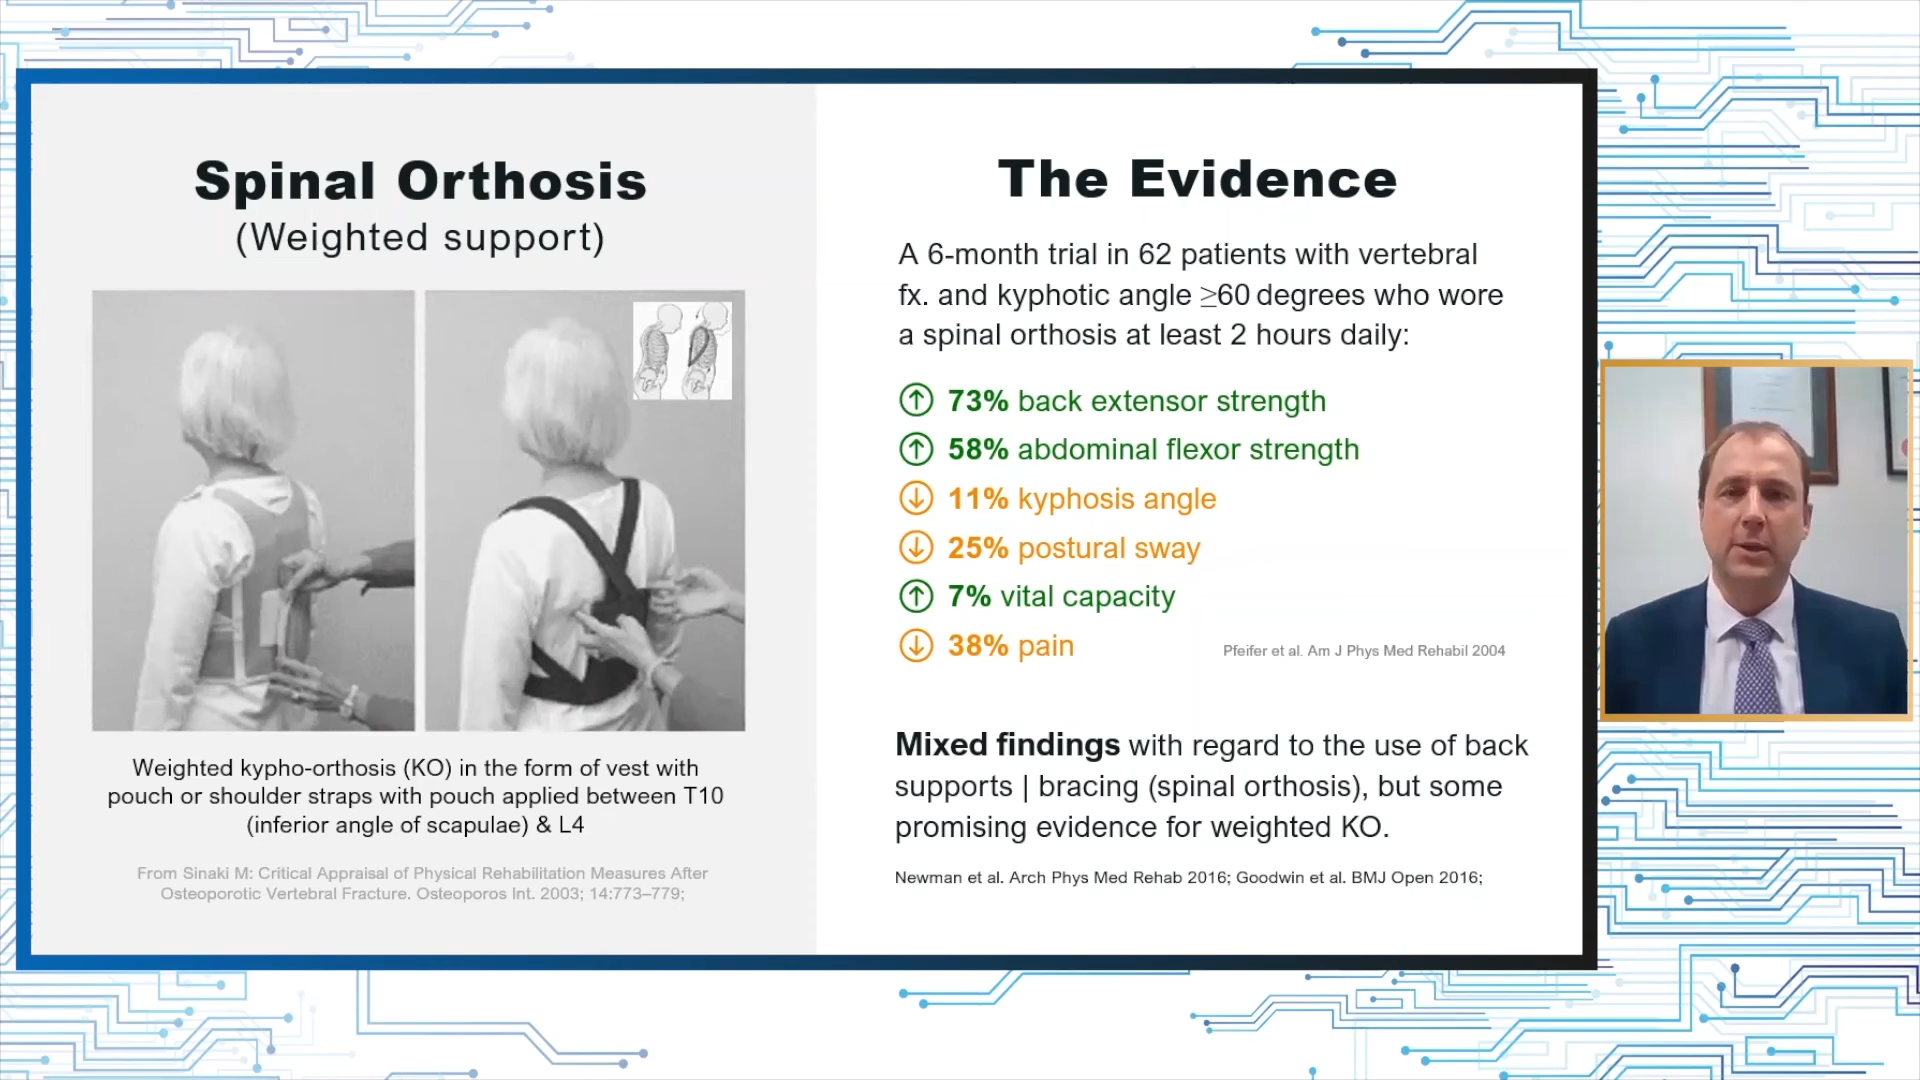 Spinal Orthosis
(Weighted support)
Weighted kypho-orthosis (KO) in the form of vest with
pouch or shoulder straps with pouch applied between T10
(inferior angle of scapulae) & L4
From Sinaki M: Critical Appraisal of Physical Rehabilitation Measures After
Osteoporotic Vertebral Fracture. Osteoporos Int. 2003; 14:773–779;
The Evidence
A 6-month trial in 62 patients with vertebral
fx. and kyphotic angle ≥60 degrees who wore
a spinal orthosis at least 2 hours daily:
73% back extensor strength
58% abdominal flexor strength
11% kyphosis angle
25% postural sway
7% vital capacity
38% pain
Pfeifer et al. Am J Phys Med Rehabil 2004
Mixed findings with regard to the use of back
supports | bracing (spinal orthosis), but some
promising evidence for weighted KO.
Newman et al. Arch Phys Med Rehab 2016; Goodwin et al. BMJ Open 2016;